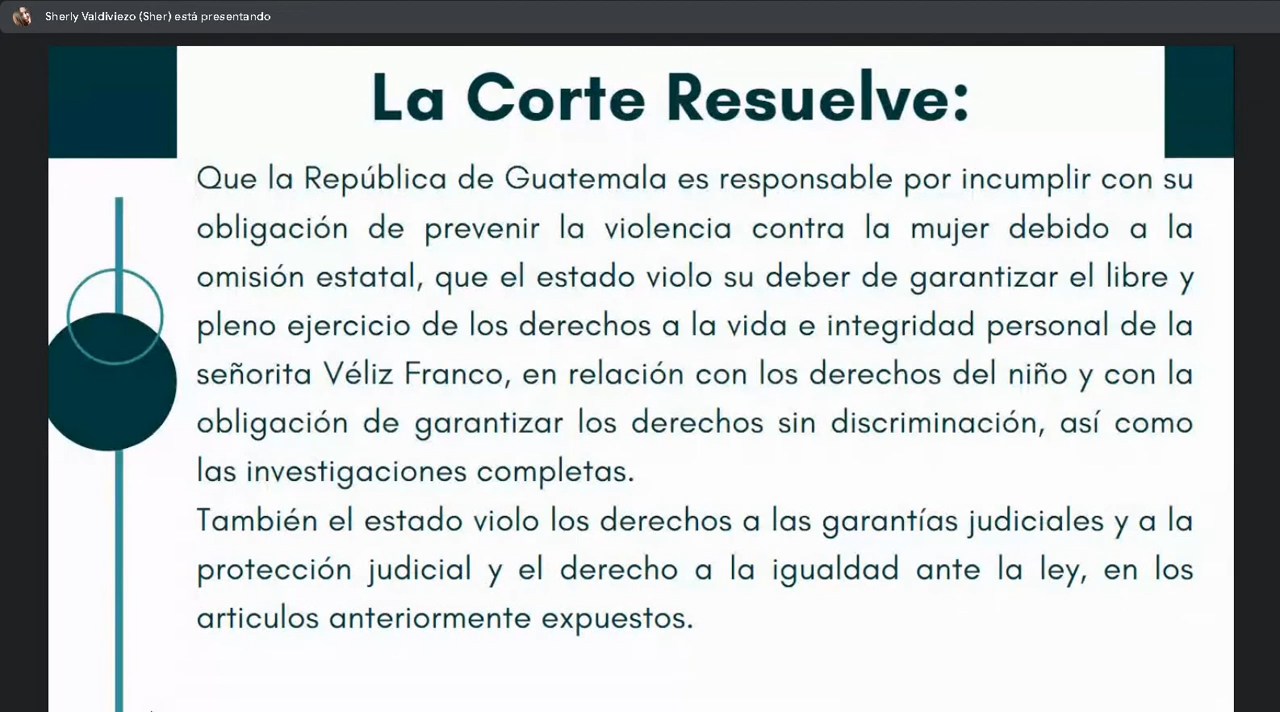 Sherly Valdiviezo (Sher) está presentando
La Corte Resuelve:
Que la República de Guatemala es responsable por incumplir con su
obligación de prevenir la violencia contra la mujer debido a la
omisión estatal, que el estado violo su deber de garantizar el libre y
pleno ejercicio de los derechos a la vida e integridad personal de la
señorita Véliz Franco, en relación con los derechos del niño y con la
obligación de garantizar los derechos sin discriminación, así como
las investigaciones completas.
También el estado violo los derechos a las garantías judiciales y a la
protección judicial y el derecho a la igualdad ante la ley, en los
articulos anteriormente expuestos.